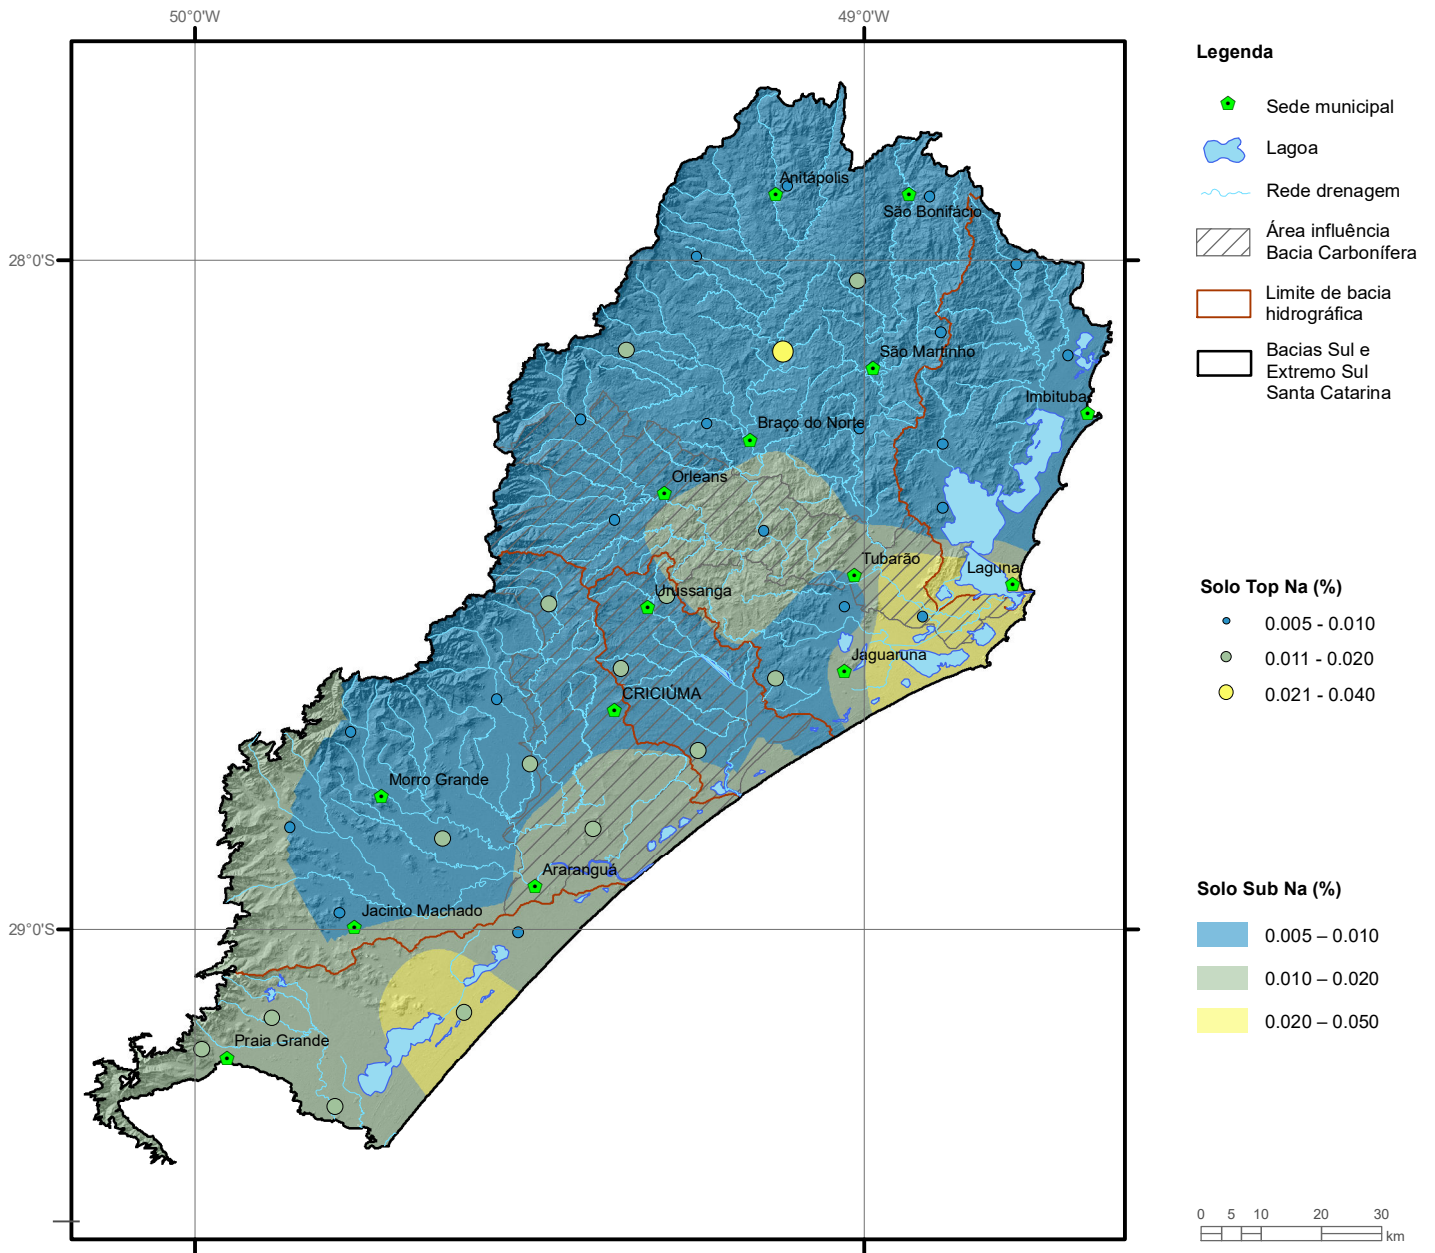 50°0'W
49°0'W
28°0'S
29°0'S
Anitápolis
São Bonifácio
São Martinho
Imbituba
Braço do Norte
Orleans
Tubarão
Laguna
Urussanga
Jaguaruna
CRICIÚMA
Morro Grande
Araranguá
Jacinto Machado
Praia Grande
Legenda
Sede municipal
Lagoa
Rede drenagem
Área influência
Bacia Carbonífera
Limite de bacia
hidrográfica
Bacias Sul e
Extremo Sul
Santa Catarina
Solo Top Na (%)
0.005 - 0.010
0.011 - 0.020
0.021 - 0.040
Solo Sub Na (%)
0.005 – 0.010
0.010 – 0.020
0.020 – 0.050
0 5 10 20 30
km